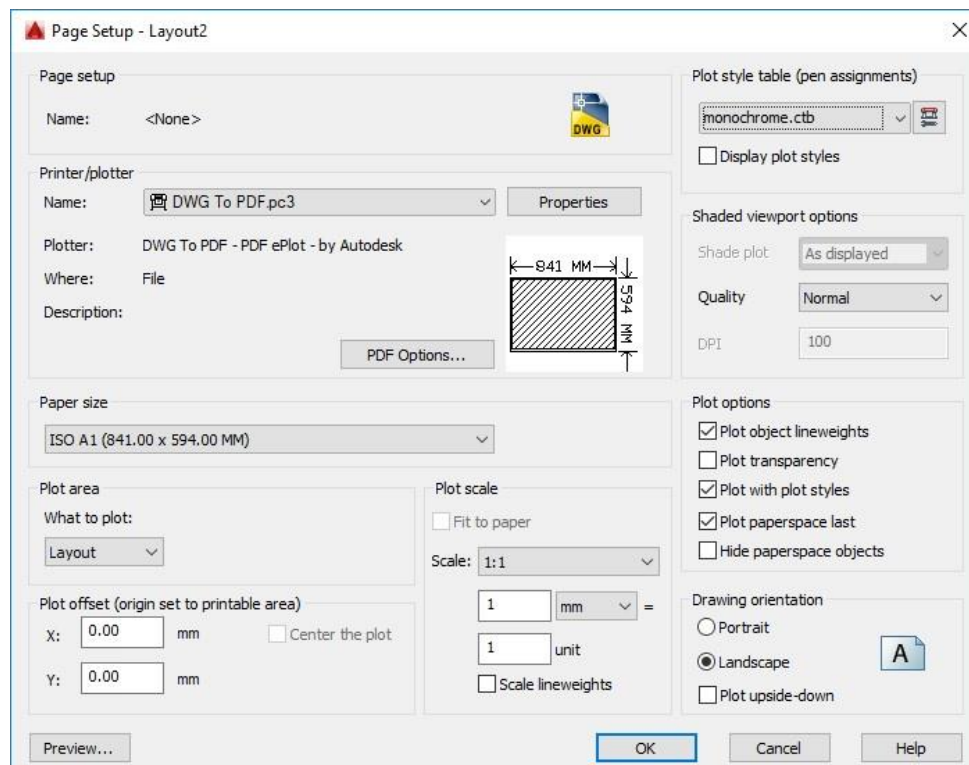 Page Setup - Layout2
Page setup
Name: <None>
DWG
Printer/plotter
Name: DWG To PDF.pc3 Properties
Plotter: DWG To PDF - PDF ePlot - by Autodesk
Where: File
Description:
841 MM
594 MM
PDF Options...
Paper size
ISO A1 (841.00 x 594.00 MM)
Plot area
What to plot:
Layout
Plot offset (origin set to printable area)
X: 0.00 mm Center the plot
Y: 0.00 mm
Plot scale
Fit to paper
Scale: 1:1
1 mm =
1 unit
Scale lineweights
Plot style table (pen assignments)
monochrome.ctb
Display plot styles
Shaded viewport options
Shade plot As displayed
Quality Normal
DPI 100
Plot options
Plot object lineweights
Plot transparency
Plot with plot styles
Plot paperspace last
Hide paperspace objects
Drawing orientation
Portrait
Landscape
A
Plot upside-down
Preview... OK Cancel Help